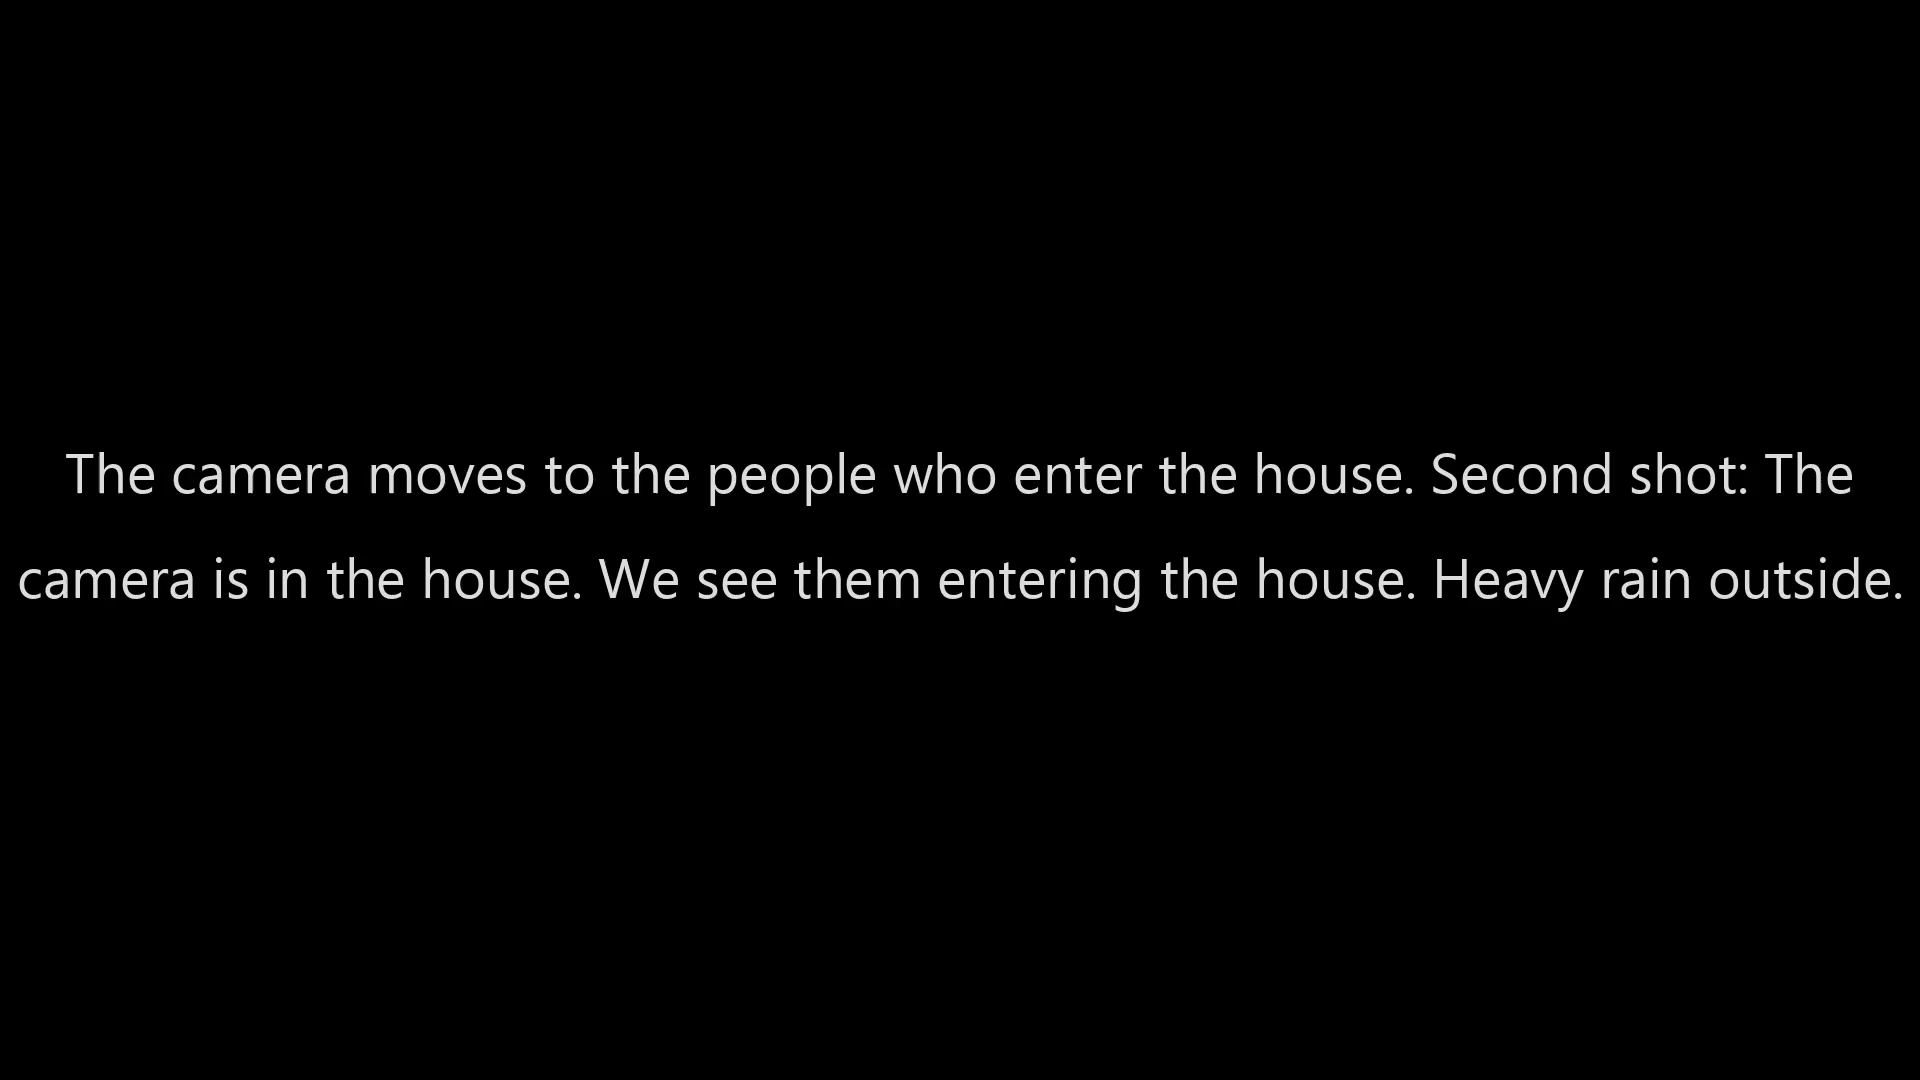 The camera moves to the people who enter the house. Second shot: The
camera is in the house. We see them entering the house. Heavy rain outside.